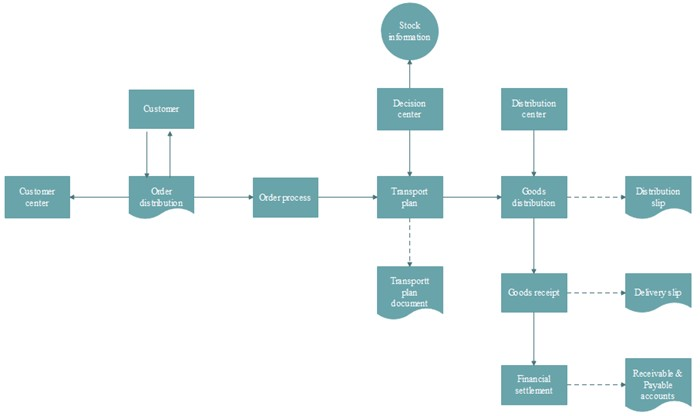 Stock
information
Customer
Decision
center
Distribution
center
Customer
center
Order
distribution
Order process
Transport
plan
Goods
distribution
Distribution
slip
Transportt
plan
document
Goods receipt
Delivery slip
Financial
settlement
Receivable &
Payable
accounts